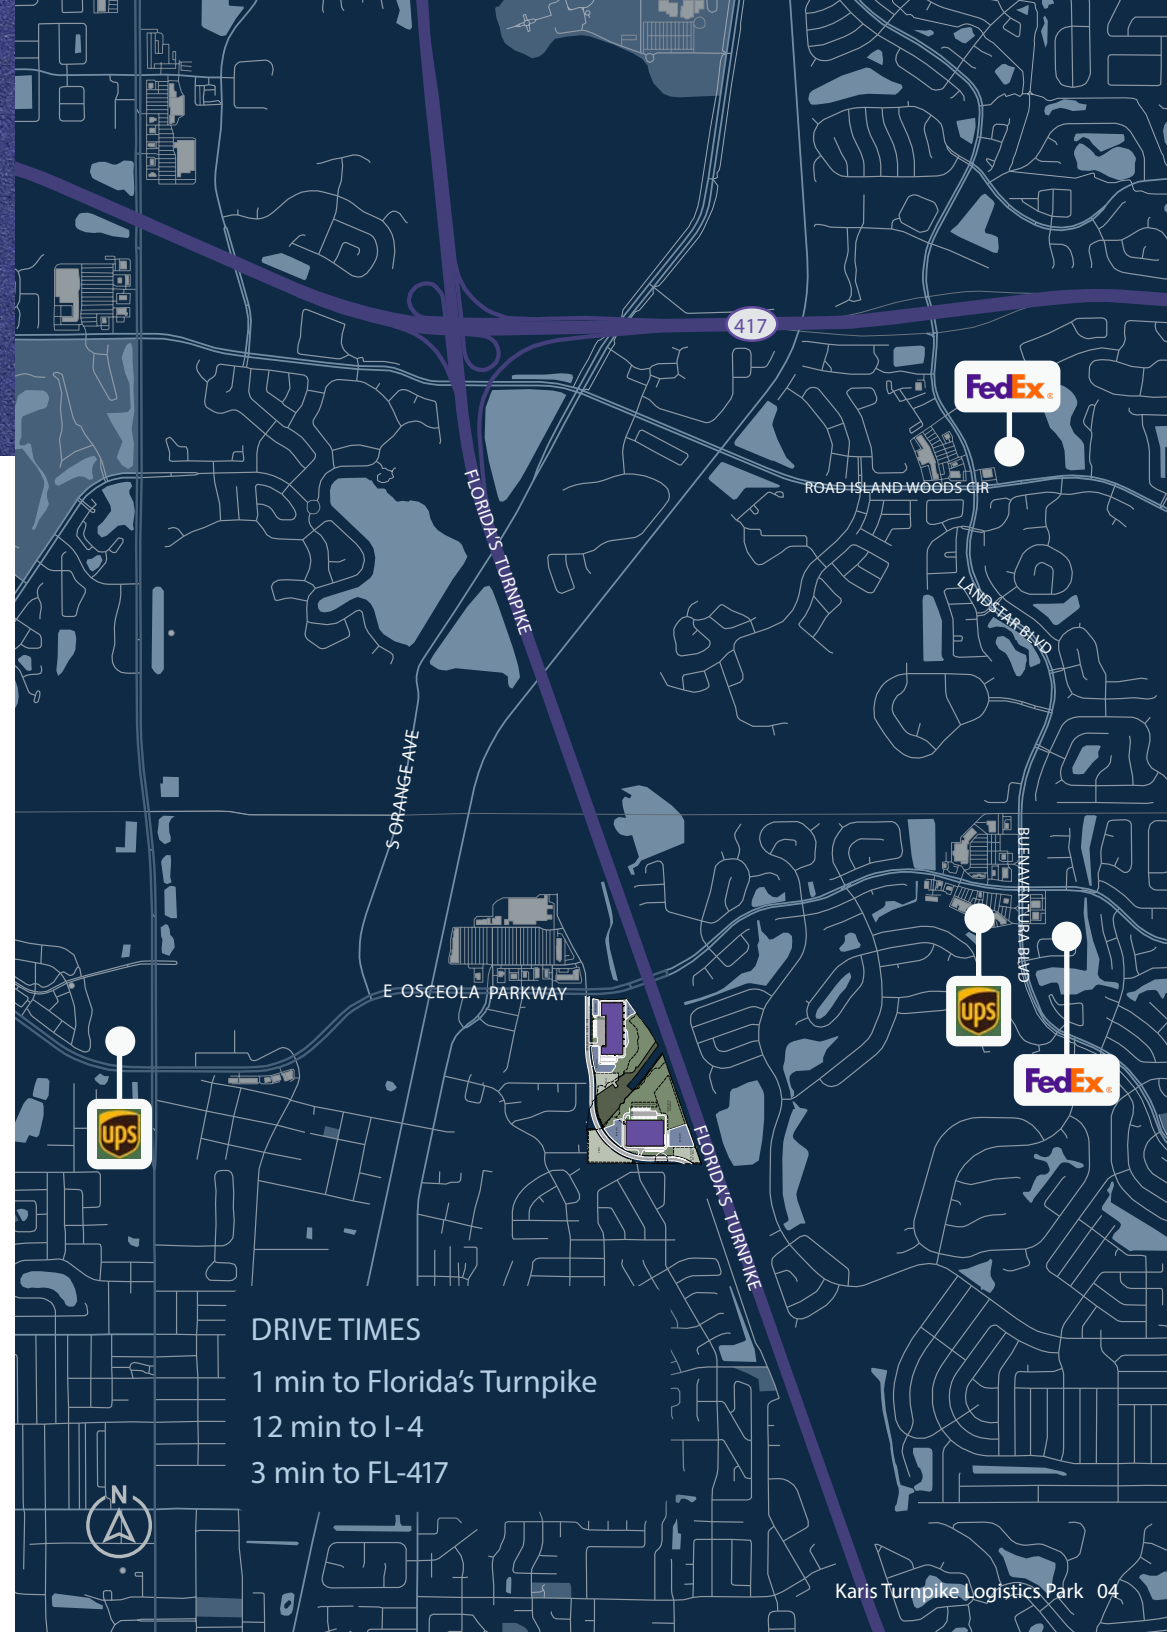 417
FedEx®
ROAD ISLAND WOODS CIR
FLORIDA'S TURNPIKE
LANDSTAR BLVD
S ORANGE AVE
BUENAVENTURA BLVD
E OSCEOLA PARKWAY
ups
FedEx®
ups
FLORIDA'S TURNPIKE
DRIVE TIMES
1 min to Florida's Turnpike
12 min to I-4
3 min to FL-417
N
Karis Turnpike Logistics Park 04